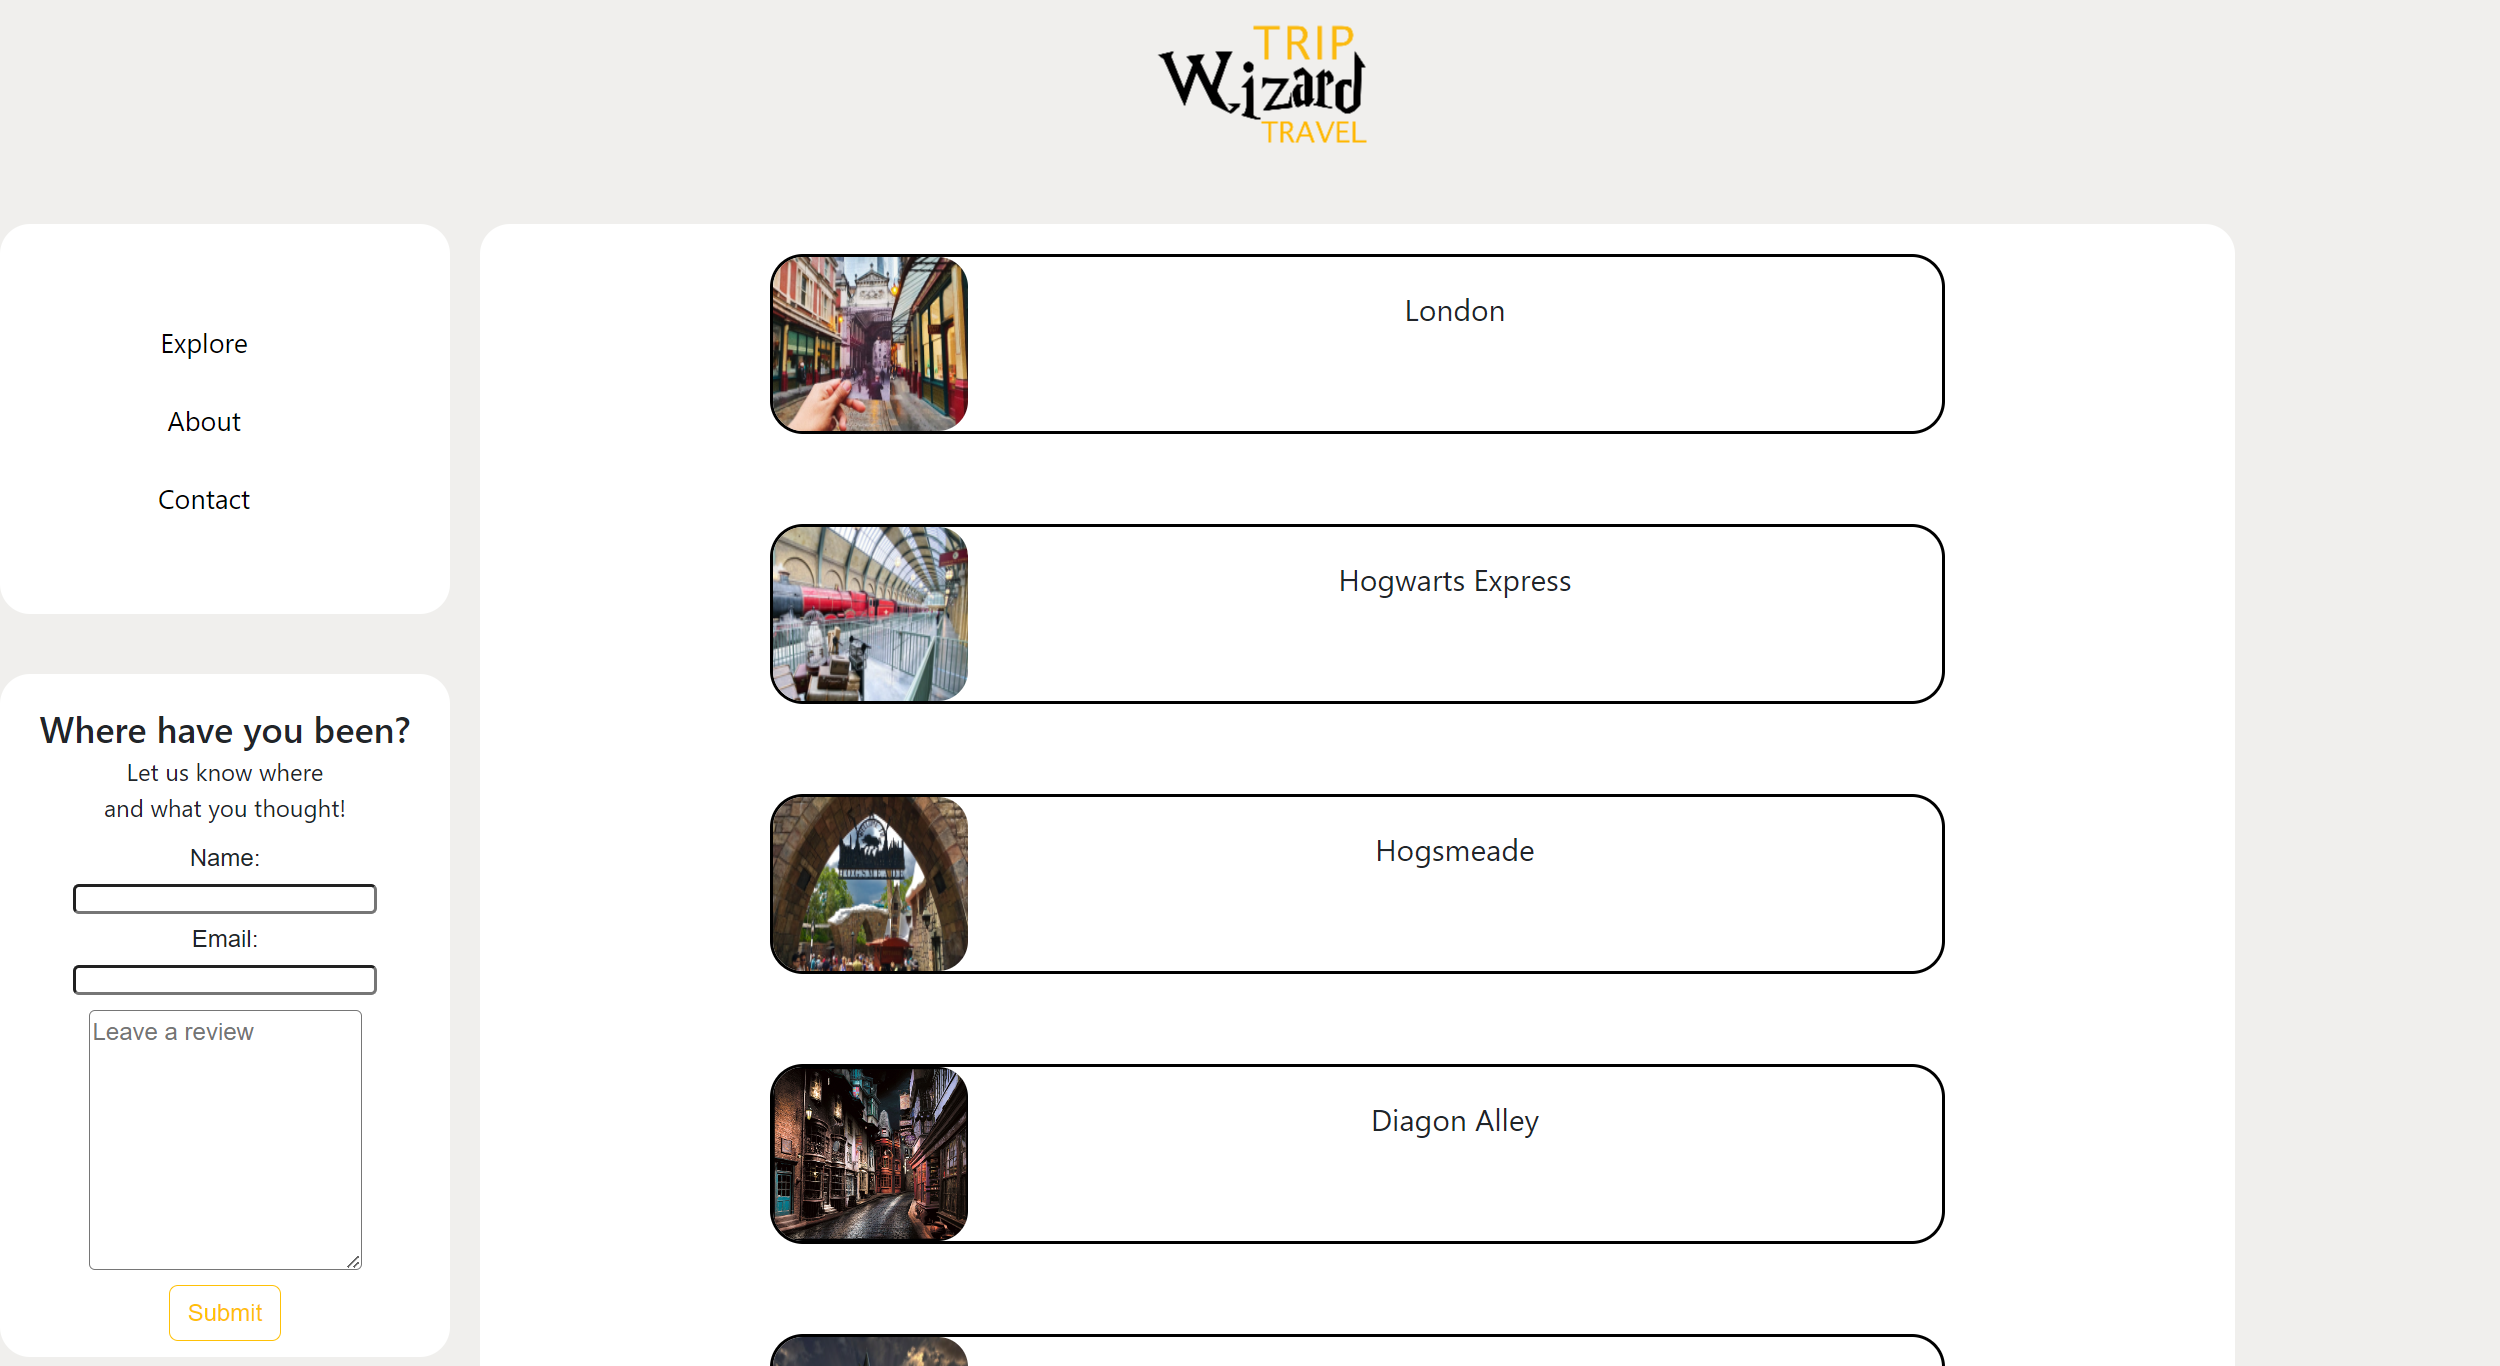 TRIP
Wizard
TRAVEL
Explore
About
Contact
Where have you been?
Let us know where
and what you thought!
Name:
Email:
Leave a review
Submit
London
Hogwarts Express
HOGSMEADE
Hogsmeade
Diagon Alley